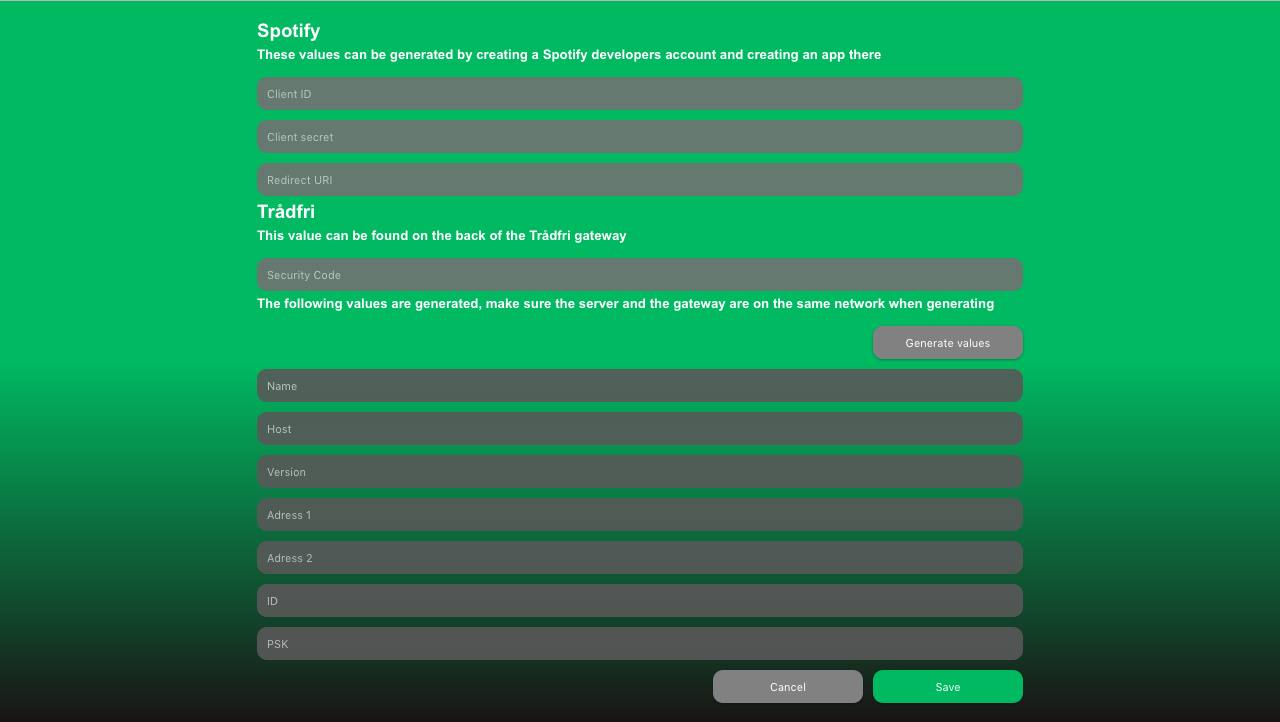 Spotify
These values can be generated by creating a Spotify developers account and creating an app there
Client ID
Client secret
Redirect URI
Trådfri
This value can be found on the back of the Trådfri gateway
Security Code
The following values are generated, make sure the server and the gateway are on the same network when generating
Generate values
Name
Host
Version
Adress 1
Adress 2
ID
PSK
Cancel
Save